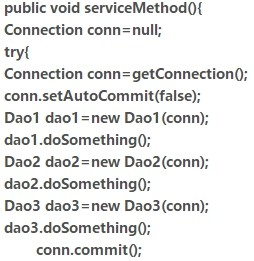 public void serviceMethod(){
Connection conn=null;
try{
Connection conn=getConnection();
conn.setAutoCommit(false);
Dao1 dao1=new Dao1(conn);
dao1.doSomething();
Dao2 dao2=new Dao2(conn);
dao2.doSomething();
Dao3 dao3=new Dao3(conn);
dao3.doSomething();
conn.commit();